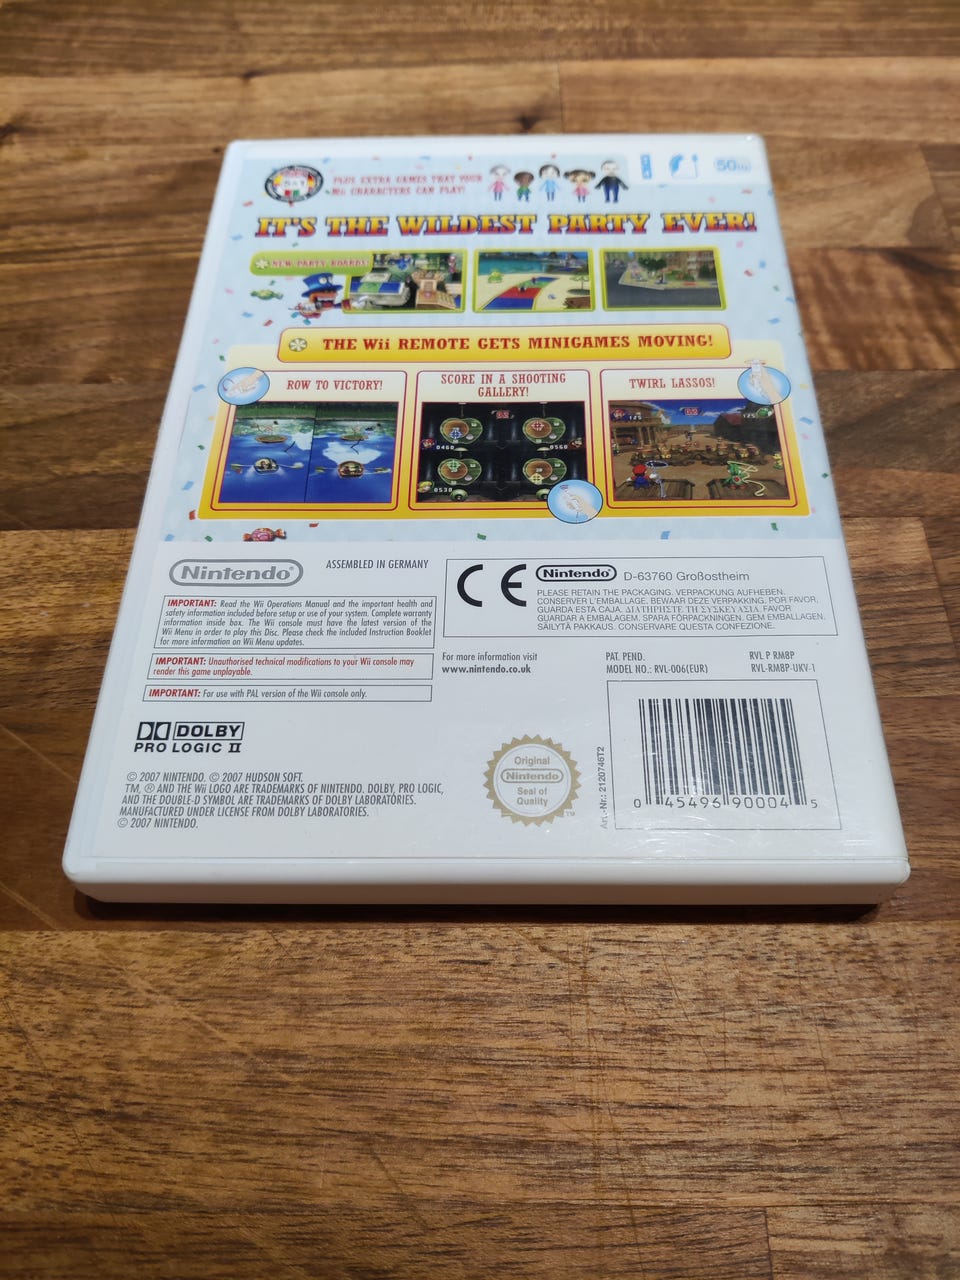 PLUS EXTRA GAMES THAT YOUR
Mii CHARACTERS CAN PLAY!
50Hz
IT'S THE WILDEST PARTY EVER!
NEW PARTY BOARDS!
THE Wii REMOTE GETS MINIGAMES MOVING!
ROW TO VICTORY!
SCORE IN A SHOOTING
GALLERY!
TWIRL LASSOS!
Nintendo®
ASSEMBLED IN GERMANY
IMPORTANT: Read the Wii Operations Manual and the important health and
safety information included before setup or use of your system. Complete warranty
information inside box. The Wii console must have the latest version of the
Wii Menu in order to play this Disc. Please check the included Instruction Booklet
for more information on Wii Menu updates.
IMPORTANT: Unauthorised technical modifications to your Wii console may
render this game unplayable.
IMPORTANT: For use with PAL version of the Wii console only.
CE Nintendo® D-63760 Großostheim
PLEASE RETAIN THE PACKAGING. VERPACKUNG AUFHEBEN.
CONSERVER L'EMBALLAGE. BEWAAR DEZE VERPAKKING. POR FAVOR,
GUARDA ESTA CAJA. ΔΙΑΤΗΡΗΣΤΕ ΤΗ ΣΥΣΚΕΥΑΣΙΑ. FAVOR
GUARDAR A EMBALAGEM. SPARA FÖRPACKNINGEN. GEM EMBALLAGEN.
SÄILYTÄ PAKKAUS. CONSERVARE QUESTA CONFEZIONE.
For more information visit
www.nintendo.co.uk
PAT. PEND.
MODEL NO.: RVL-006(EUR)
RVL P RM8P
RVL-RM8P-UKV-1
DOLBY
PRO LOGIC II
© 2007 NINTENDO. © 2007 HUDSON SOFT.
TM, ® AND THE Wii LOGO ARE TRADEMARKS OF NINTENDO. DOLBY, PRO LOGIC,
AND THE DOUBLE-D SYMBOL ARE TRADEMARKS OF DOLBY LABORATORIES.
MANUFACTURED UNDER LICENSE FROM DOLBY LABORATORIES.
© 2007 NINTENDO.
Original
Nintendo®
Seal of
Quality
TM
Art.-Nr.: 2120746T2
0 45496 90004 5